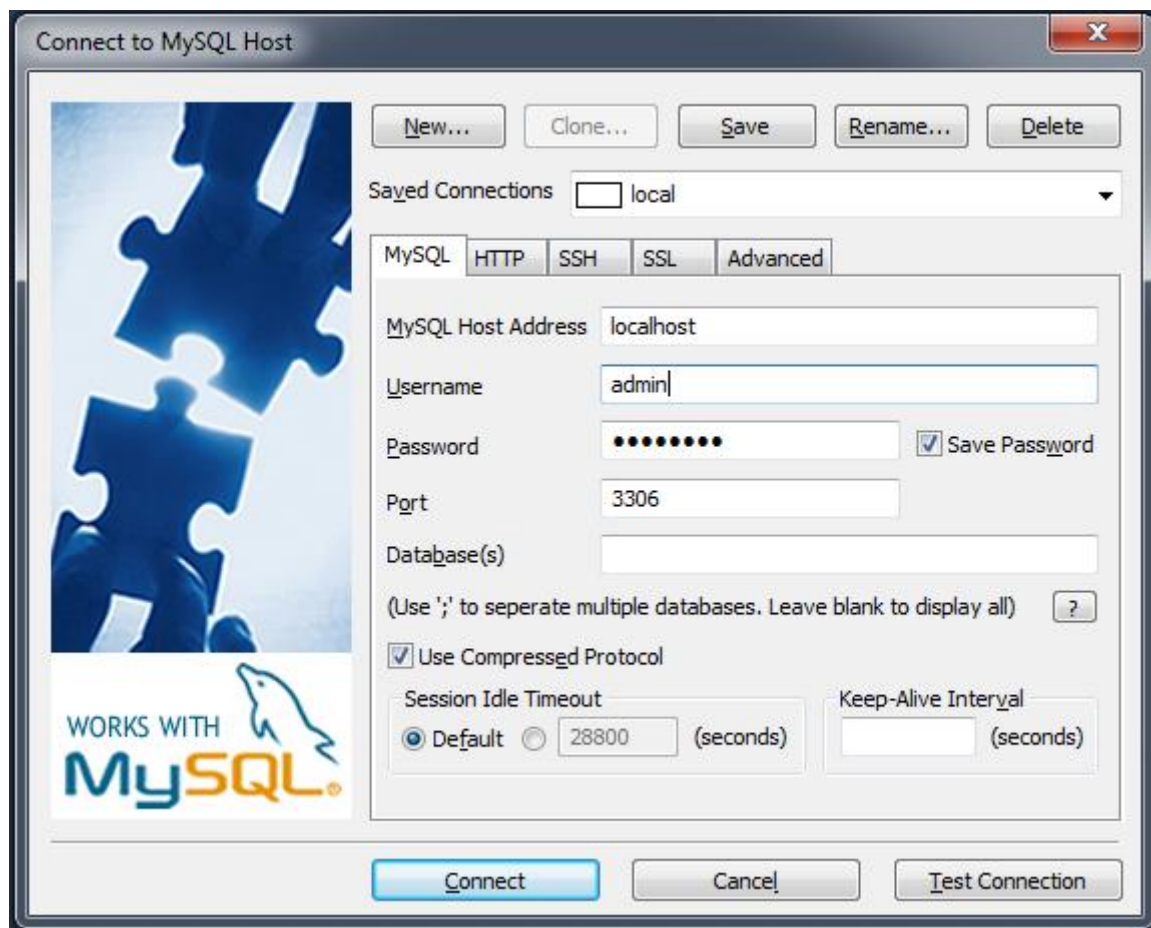 Connect to MySQL Host
New... Clone... Save Rename... Delete
Saved Connections local
MySQL HTTP SSH SSL Advanced
MySQL Host Address localhost
Username admin
Password •••••••• Save Password
Port 3306
Database(s)
(Use ';' to seperate multiple databases. Leave blank to display all) ?
Use Compressed Protocol
Session Idle Timeout Keep-Alive Interval
Default 28800 (seconds) (seconds)
WORKS WITH
MySQL®
Connect Cancel Test Connection